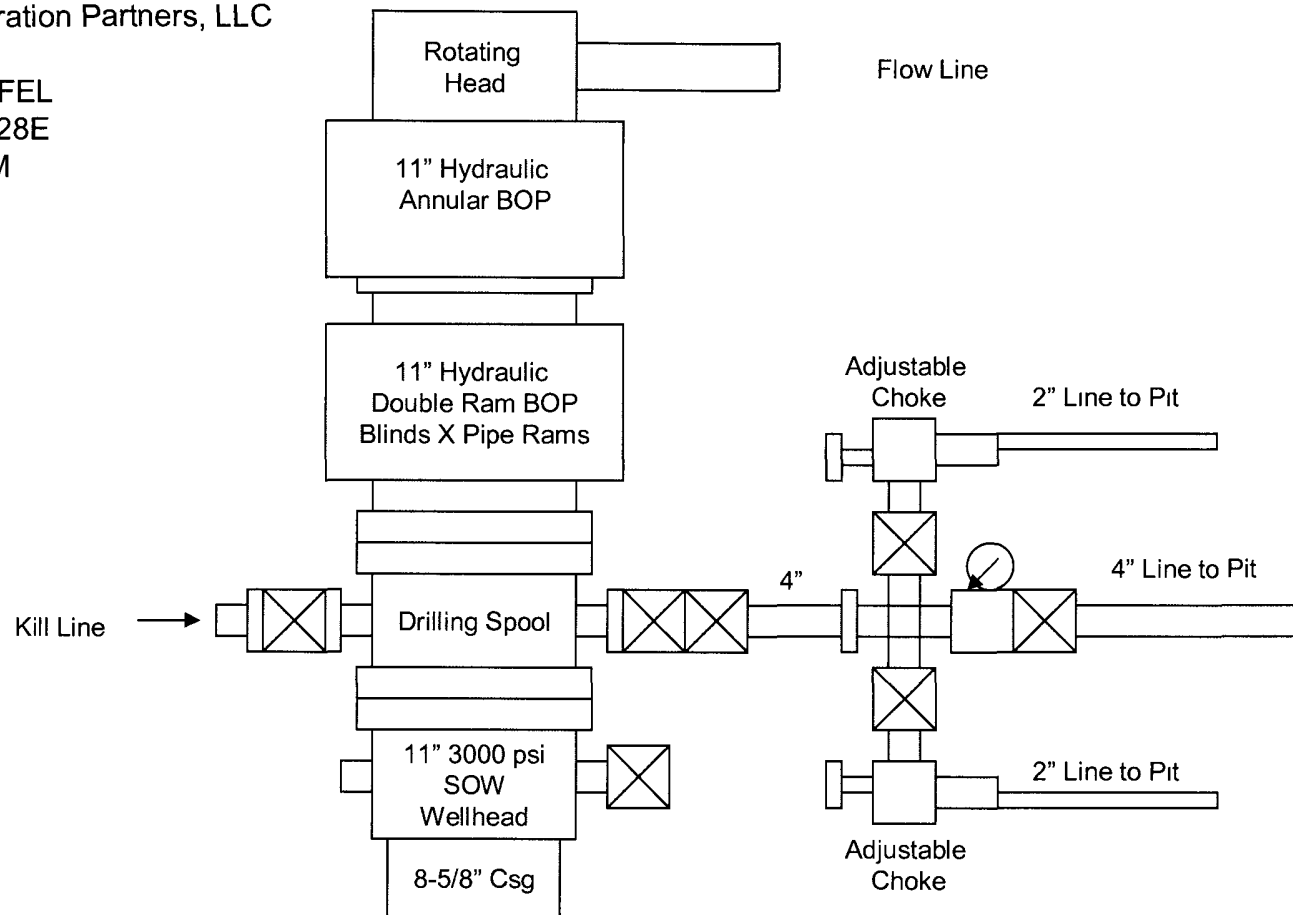 ration Partners, LLC
FEL
28E
Rotating
Head
Flow Line
11” Hydraulic
Annular BOP
11” Hydraulic
Double Ram BOP
Blinds X Pipe Rams
Adjustable
Choke
2” Line to Pit
4”
4” Line to Pit
Kill Line
Drilling Spool
11” 3000 psi
SOW
Wellhead
2” Line to Pit
Adjustable
Choke
8-5/8” Csg